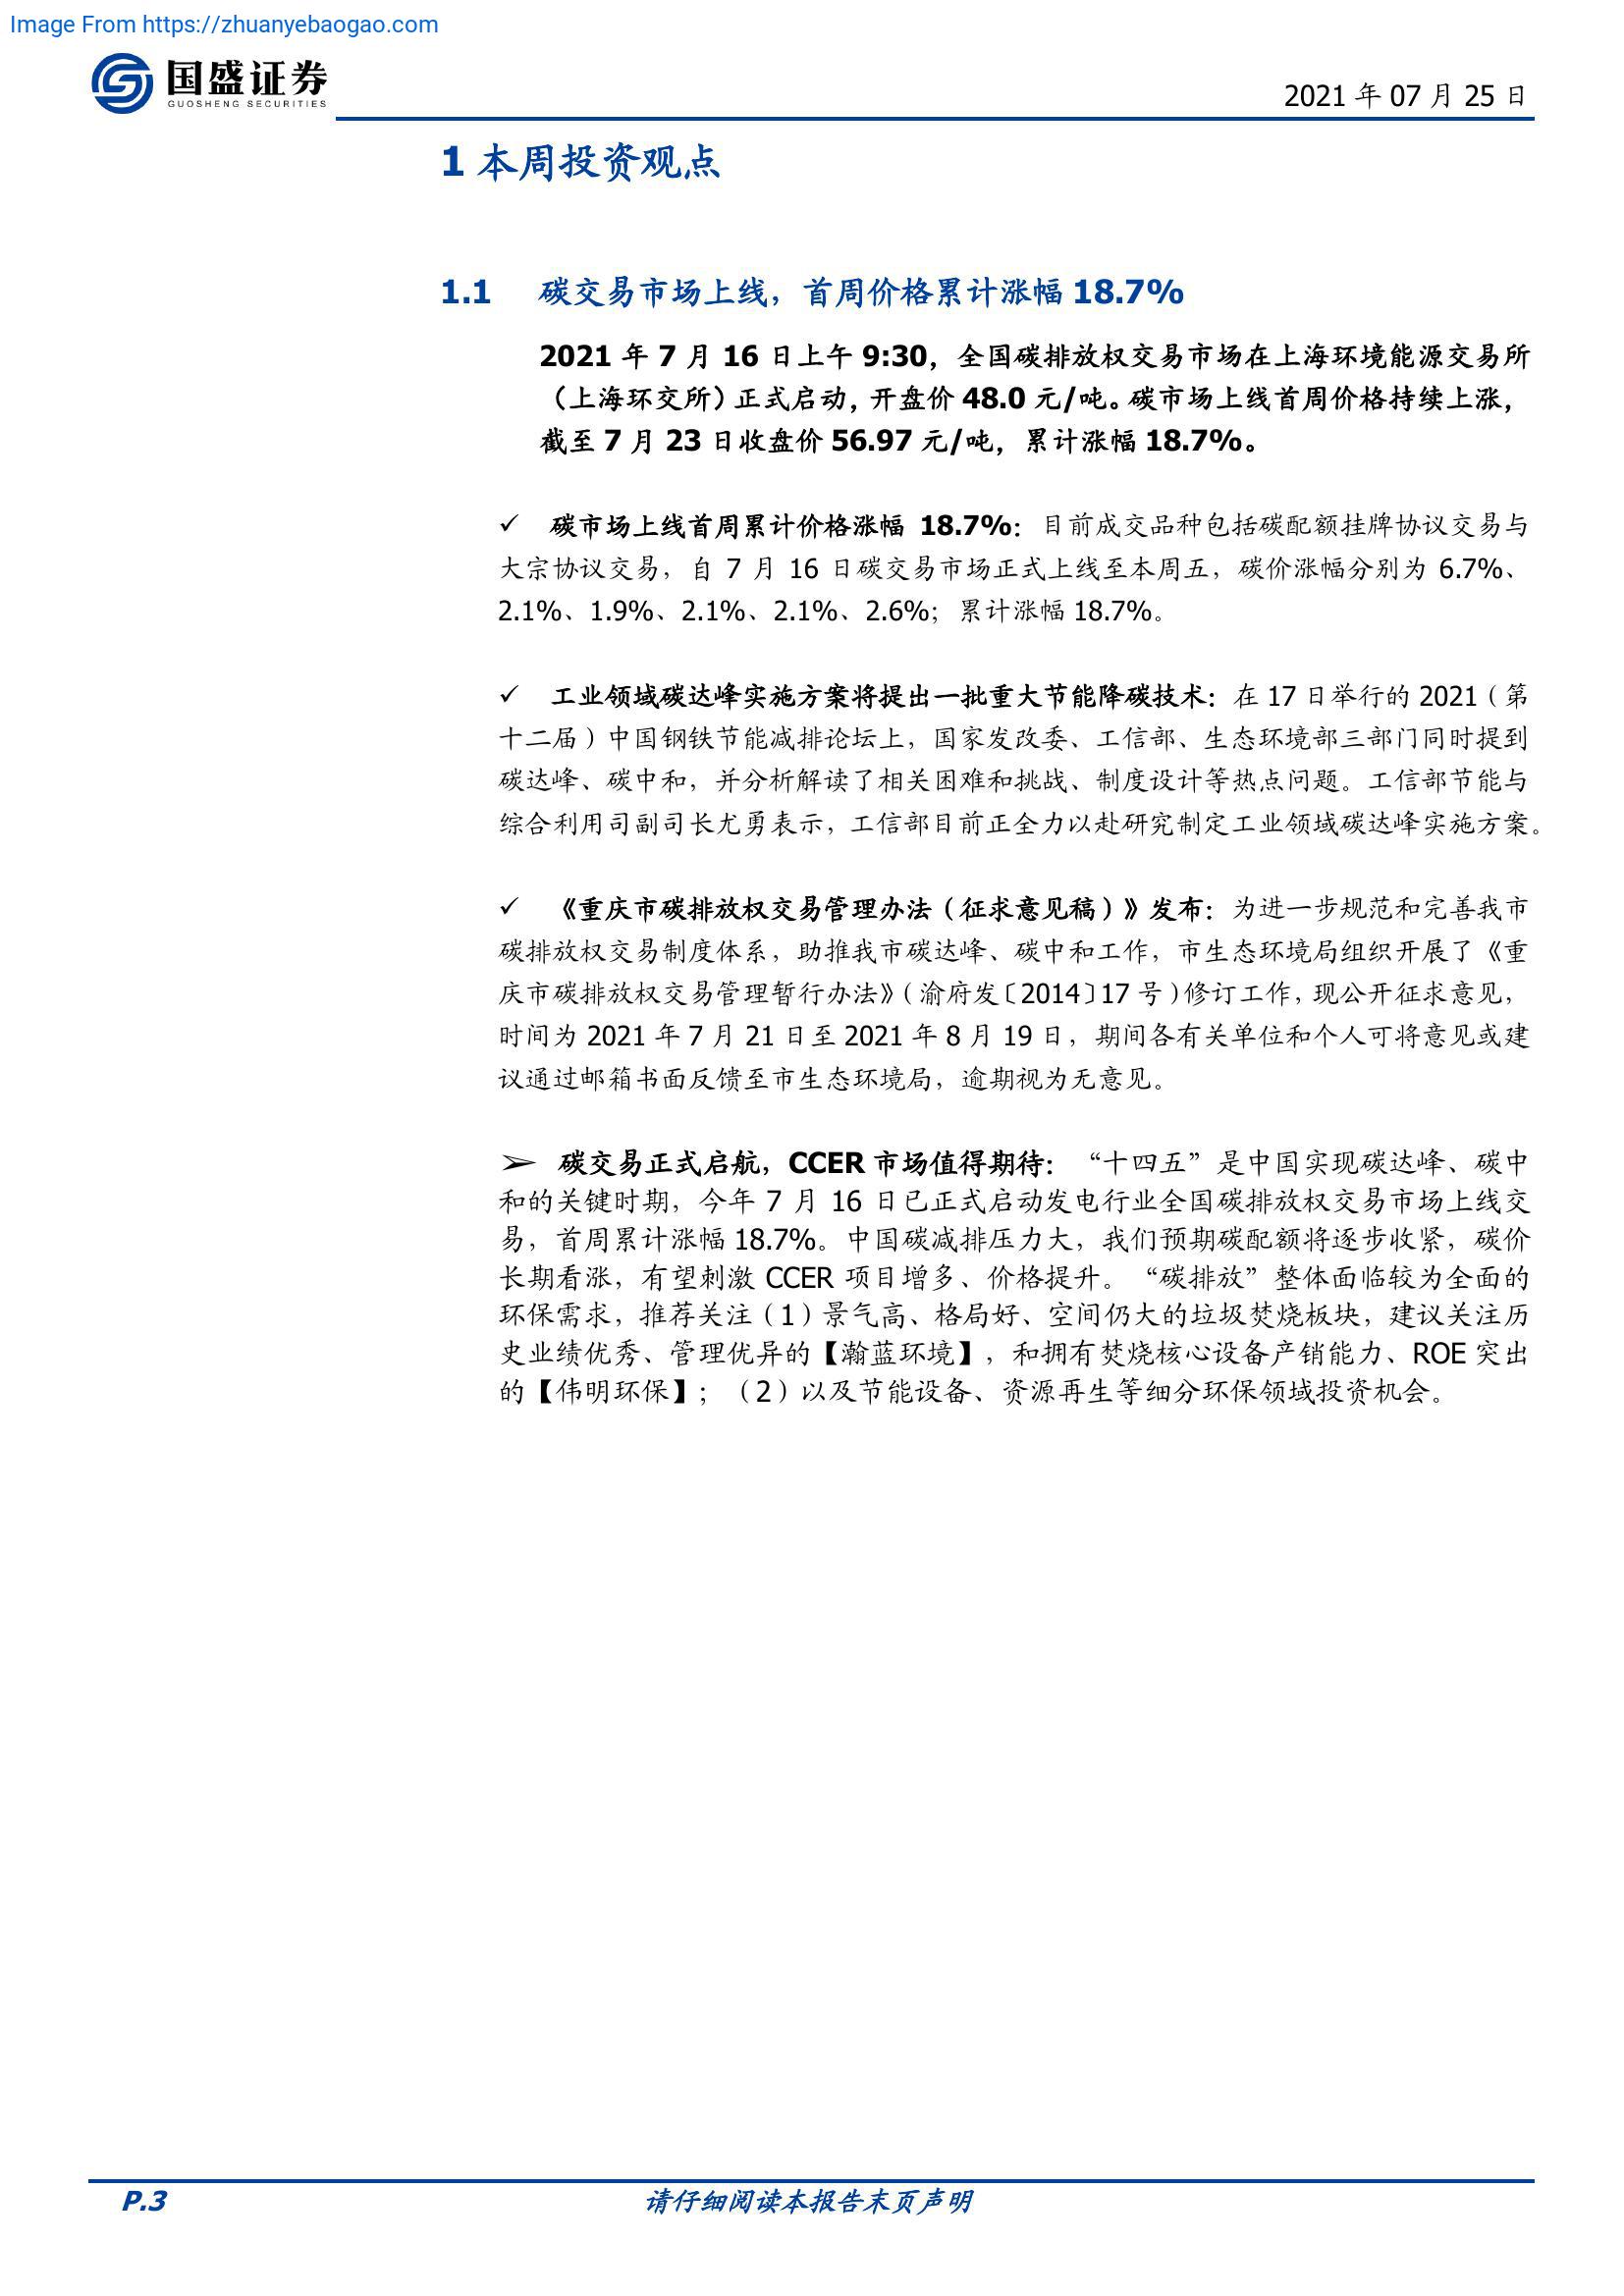 Image From https://zhuanyebaogao.com
国盛证券
GUOSHENG SECURITIES
2021 年 07 月 25 日
1 本周投资观点
1.1 碳交易市场上线，首周价格累计涨幅 18.7%
2021 年 7 月 16 日上午 9:30，全国碳排放权交易市场在上海环境能源交易所
（上海环交所）正式启动，开盘价 48.0 元/吨。碳市场上线首周价格持续上涨，
截至 7 月 23 日收盘价 56.97 元/吨，累计涨幅 18.7%。
✓ 碳市场上线首周累计价格涨幅 18.7%：目前成交品种包括碳配额挂牌协议交易与
大宗协议交易，自 7 月 16 日碳交易市场正式上线至本周五，碳价涨幅分别为 6.7%、
2.1%、1.9%、2.1%、2.1%、2.6%；累计涨幅 18.7%。
✓ 工业领域碳达峰实施方案将提出一批重大节能降碳技术：在 17 日举行的 2021（第
十二届）中国钢铁节能减排论坛上，国家发改委、工信部、生态环境部三部门同时提到
碳达峰、碳中和，并分析解读了相关困难和挑战、制度设计等热点问题。工信部节能与
综合利用司副司长尤勇表示，工信部目前正全力以赴研究制定工业领域碳达峰实施方案。
✓ 《重庆市碳排放权交易管理办法（征求意见稿）》发布：为进一步规范和完善我市
碳排放权交易制度体系，助推我市碳达峰、碳中和工作，市生态环境局组织开展了《重
庆市碳排放权交易管理暂行办法》（渝府发〔2014〕17 号）修订工作，现公开征求意见，
时间为 2021 年 7 月 21 日至 2021 年 8 月 19 日，期间各有关单位和个人可将意见或建
议通过邮箱书面反馈至市生态环境局，逾期视为无意见。
➢ 碳交易正式启航，CCER 市场值得期待：“十四五”是中国实现碳达峰、碳中
和的关键时期，今年 7 月 16 日已正式启动发电行业全国碳排放权交易市场上线交
易，首周累计涨幅 18.7%。中国碳减排压力大，我们预期碳配额将逐步收紧，碳价
长期看涨，有望刺激 CCER 项目增多、价格提升。“碳排放”整体面临较为全面的
环保需求，推荐关注（1）景气高、格局好、空间仍大的垃圾焚烧板块，建议关注历
史业绩优秀、管理优异的【瀚蓝环境】，和拥有焚烧核心设备产销能力、ROE 突出
的【伟明环保】；（2）以及节能设备、资源再生等细分环保领域投资机会。
P.3
请仔细阅读本报告末页声明